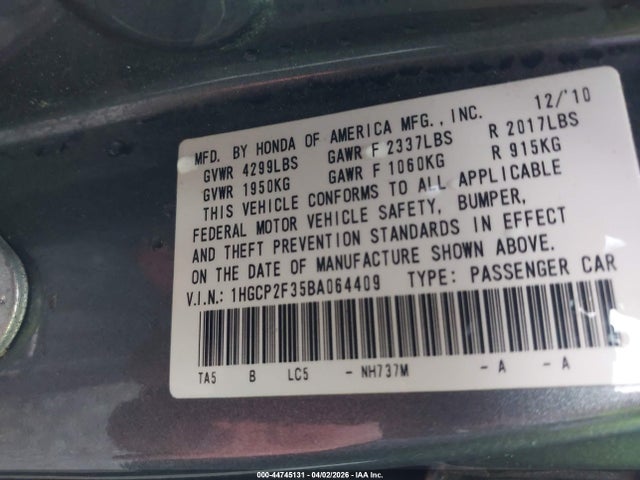 MFD. BY HONDA OF AMERICA MFG., INC. 12/'10
GVWR 4299LBS GAWR F 2337LBS R 2017LBS
GVWR 1950KG GAWR F 1060KG R 915KG
THIS VEHICLE CONFORMS TO ALL APPLICABLE
FEDERAL MOTOR VEHICLE SAFETY, BUMPER,
AND THEFT PREVENTION STANDARDS IN EFFECT
ON THE DATE OF MANUFACTURE SHOWN ABOVE.
V.I.N.: 1HGCP2F35BA064409 TYPE: PASSENGER CAR
TA5 B LC5 - NH737M - A - A
000-44745131 - 04/02/2026 - IAA Inc.